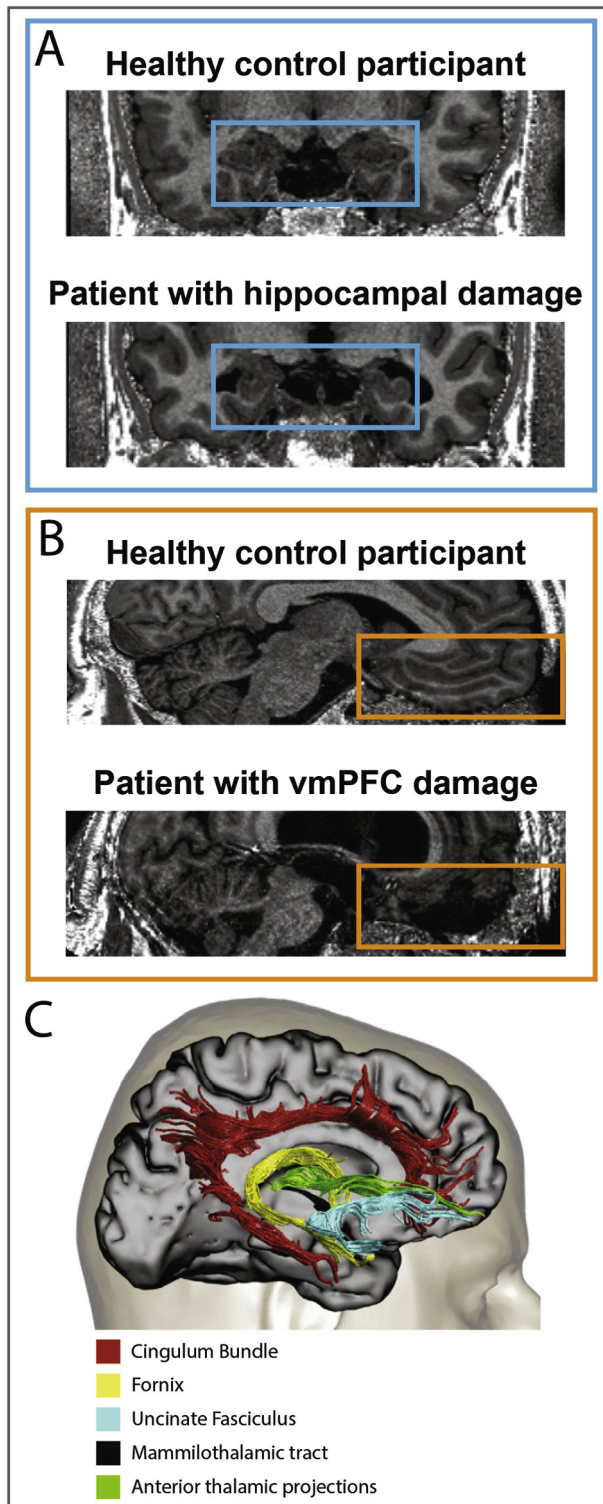 A
Healthy control participant
Patient with hippocampal damage
B
Healthy control participant
Patient with vmPFC damage
C
Cingulum Bundle
Fornix
Uncinate Fasciculus
Mammilothalamic tract
Anterior thalamic projections